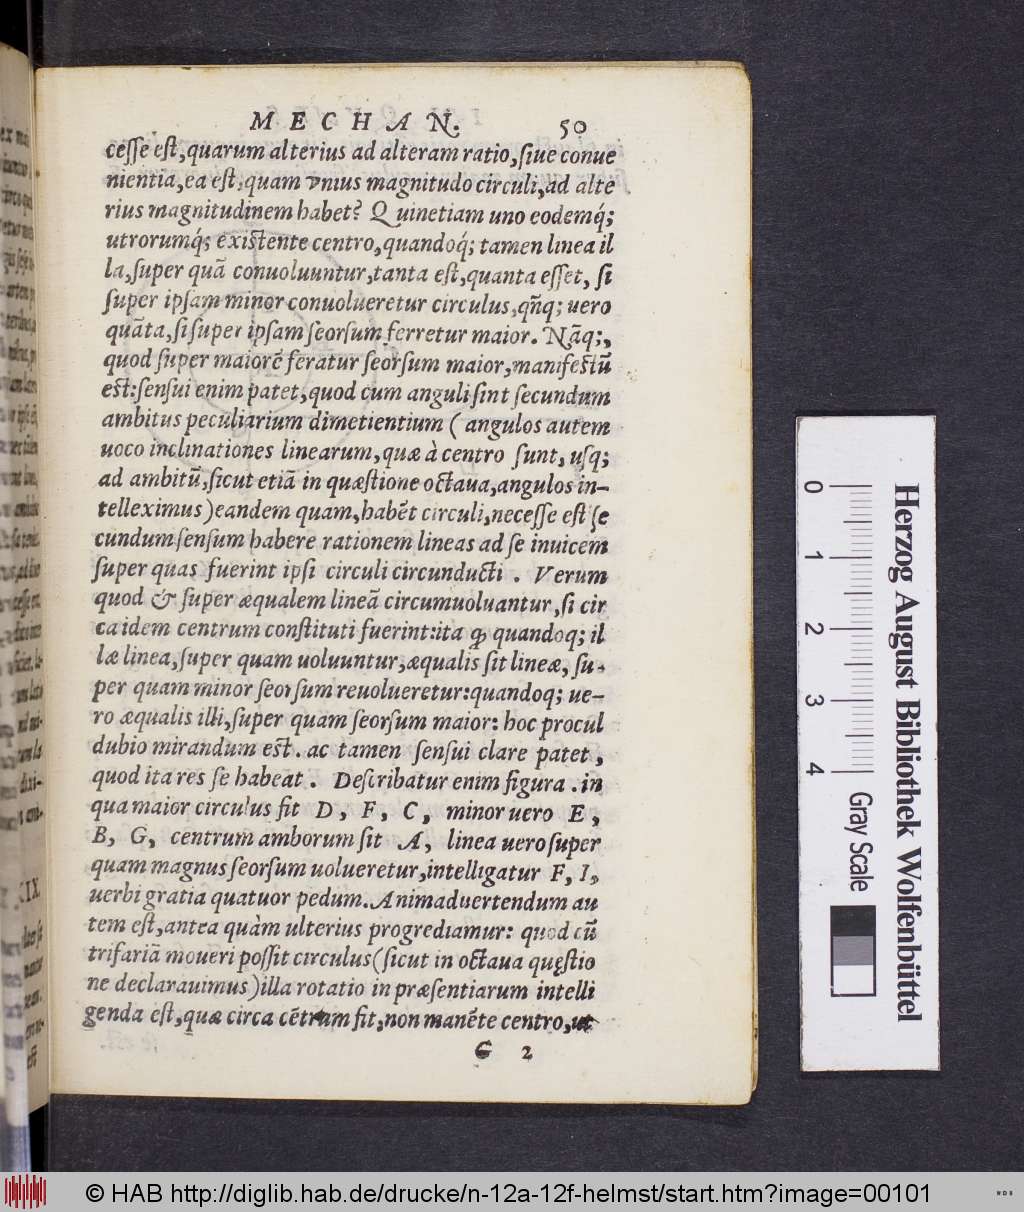 MECHAN. 50
ceſſe eſt, quarum alterius ad alteram ratio, ſiue conue
nientia, ea eſt, quam vnius magnitudo circuli, ad alte
rius magnitudinem habet? Quinetiam uno eodemq́;
utrorumq́; exiſtente centro, quandoq́; tamen linea il
la, ſuper quã conuoluuntur, tanta eſt, quanta eſſet, ſi
ſuper ipſam minor conuolueretur circulus, qñq; uero
quãta, ſi ſuper ipſam ſeorſum ferretur maior. Nãq;,
quod ſuper maiorẽ feratur ſeorſum maior, manifeſtũ
eſt: ſenſui enim patet, quod cum anguli ſint ſecundum
ambitus peculiarium dimetientium (angulos autem
uoco inclinationes linearum, quæ à centro ſunt, uſq;
ad ambitũ, ſicut etiã in quæſtione octaua, angulos in-
telleximus) eandem quam, habẽt circuli, neceſſe eſt ſe
cundum ſenſum habere rationem lineas ad ſe inuicem
ſuper quas fuerint ipſi circuli circunducti. Verum
quod & ſuper æqualem lineã circumuoluantur, ſi cir
ca idem centrum conſtituti fuerint: ita ꝙ quandoq; il
læ linea, ſuper quam uoluuntur, æqualis ſit lineæ, ſu-
per quam minor ſeorſum reuolueretur: quandoq; ue-
ro æqualis illi, ſuper quam ſeorſum maior: hoc procul
dubio mirandum eſt. ac tamen ſenſui clare patet,
quod ita res ſe habeat. Deſcribatur enim figura. in
qua maior circulus ſit D, F, C, minor uero E,
B, G, centrum amborum ſit A, linea uero ſuper
quam magnus ſeorſum uolueretur, intelligatur F, I,
uerbi gratia quatuor pedum. Animaduertendum au
tem eſt, antea quàm ulterius progrediamur: quod cũ
trifariã moueri poſſit circulus (ſicut in octaua quęſtio
ne declarauimus) illa rotatio in præſentiarum intelli
genda eſt, quæ circa cẽtrum fit, non manẽte centro, ut
G 2
Herzog August Bibliothek Wolfenbüttel
0 1 2 3 4 Gray Scale
© HAB http://diglib.hab.de/drucke/n-12a-12f-helmst/start.htm?image=00101